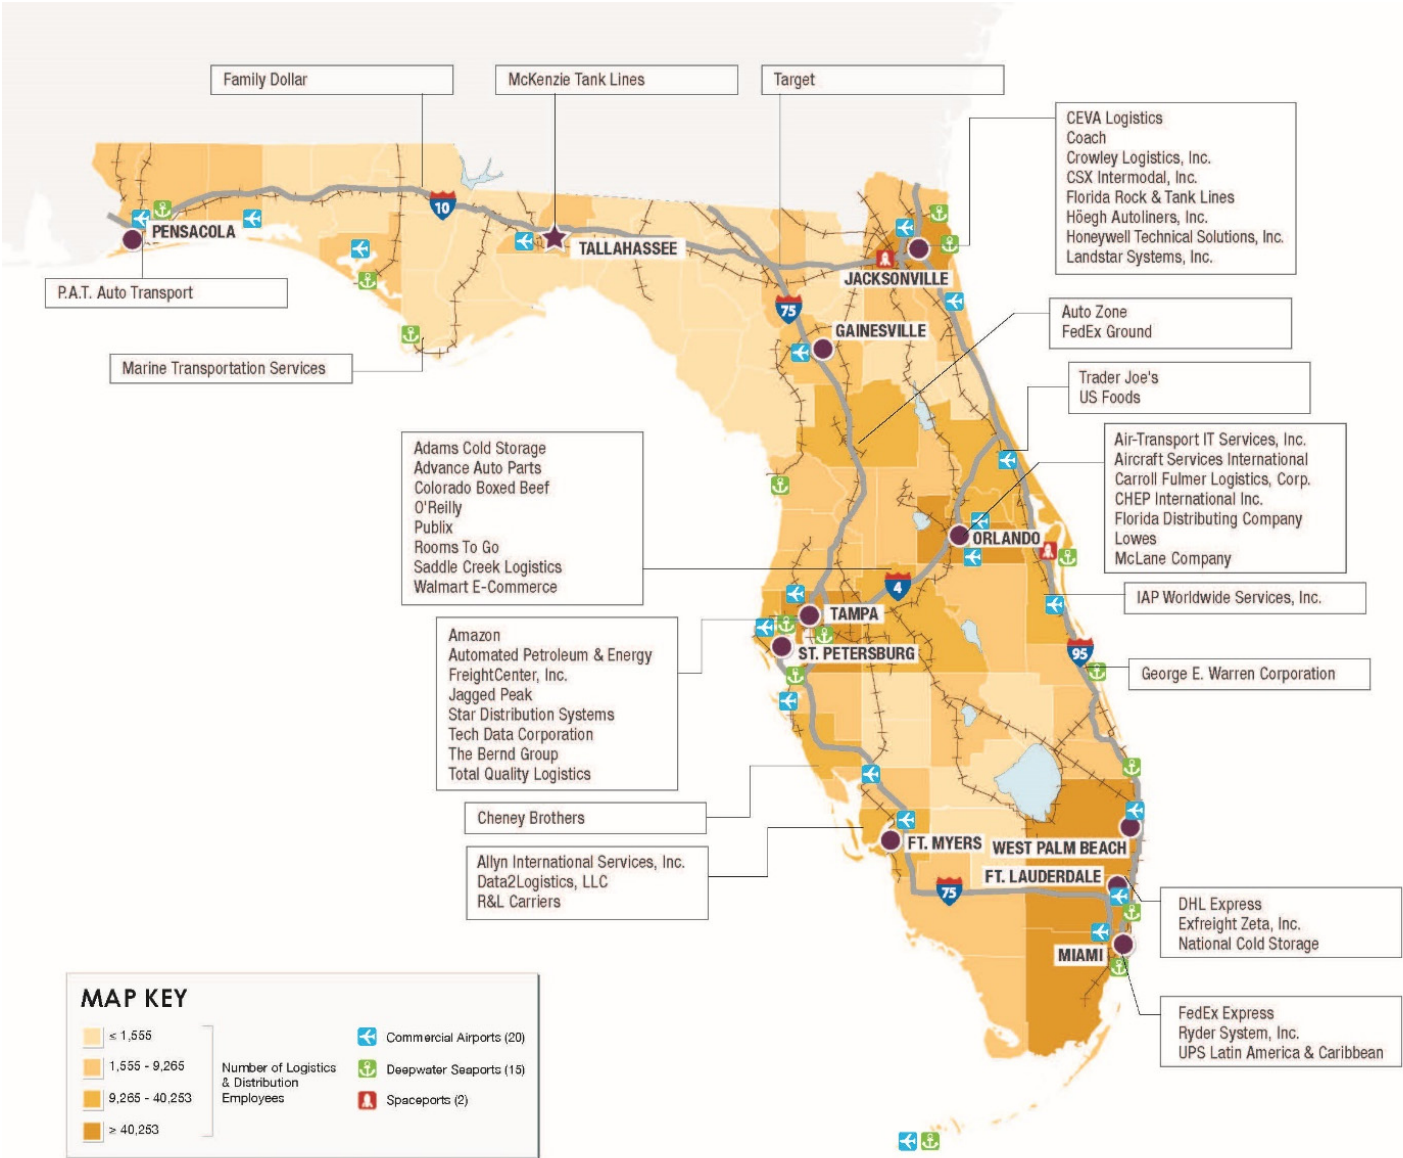 Family Dollar
McKenzie Tank Lines
Target
CEVA Logistics
Coach
Crowley Logistics, Inc.
CSX Intermodal, Inc.
Florida Rock & Tank Lines
Höegh Autoliners, Inc.
Honeywell Technical Solutions, Inc.
Landstar Systems, Inc.
10
PENSACOLA
TALLAHASSEE
JACKSONVILLE
P.A.T. Auto Transport
75
GAINESVILLE
Auto Zone
FedEx Ground
Marine Transportation Services
Trader Joe's
US Foods
Adams Cold Storage
Advance Auto Parts
Colorado Boxed Beef
O'Reilly
Publix
Rooms To Go
Saddle Creek Logistics
Walmart E-Commerce
Air-Transport IT Services, Inc.
Aircraft Services International
Carroll Fulmer Logistics, Corp.
CHEP International Inc.
Florida Distributing Company
Lowes
McLane Company
ORLANDO
4
IAP Worldwide Services, Inc.
TAMPA
ST. PETERSBURG
95
Amazon
Automated Petroleum & Energy
FreightCenter, Inc.
Jagged Peak
Star Distribution Systems
Tech Data Corporation
The Bernd Group
Total Quality Logistics
George E. Warren Corporation
Cheney Brothers
FT. MYERS
WEST PALM BEACH
Allyn International Services, Inc.
Data2Logistics, LLC
R&L Carriers
FT. LAUDERDALE
75
DHL Express
Exfreight Zeta, Inc.
National Cold Storage
MIAMI
FedEx Express
Ryder System, Inc.
UPS Latin America & Caribbean
MAP KEY
≤ 1,555
1,555 - 9,265
9,265 - 40,253
≥ 40,253
Number of Logistics
& Distribution
Employees
Commercial Airports (20)
Deepwater Seaports (15)
Spaceports (2)